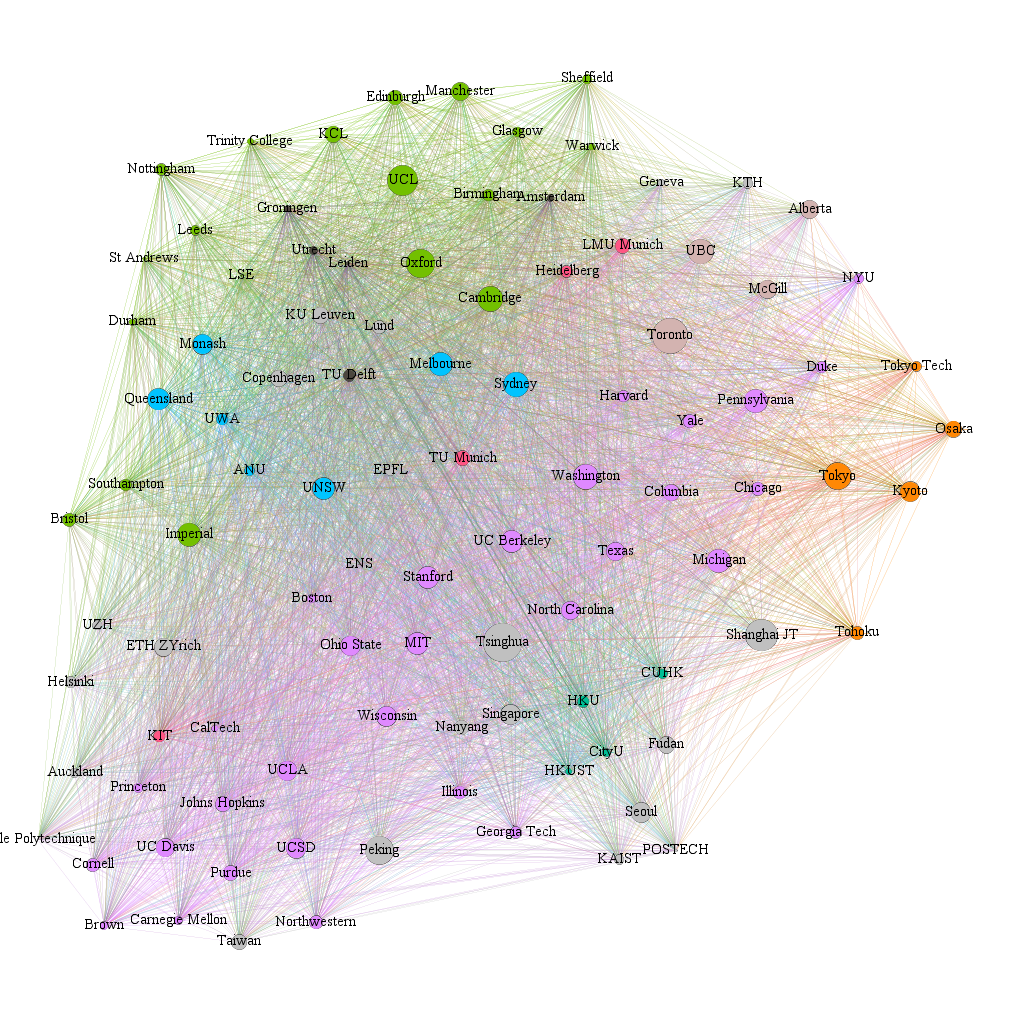 Sheffield
Edinburgh
Manchester
Glasgow
KCL
Trinity College
Warwick
Nottingham
UCL
Geneva
KTH
Birmingham
Amsterdam
Groningen
Alberta
Leeds
Utrecht
LMU Munich
UBC
St Andrews
Leiden
Oxford
Heidelberg
LSE
NYU
McGill
Cambridge
KU Leuven
Durham
Lund
Toronto
Monash
Melbourne
Tokyo Tech
Duke
TU Delft
Copenhagen
Sydney
Harvard
Queensland
Pennsylvania
UWA
Yale
Osaka
TU Munich
ANU
EPFL
Washington
Tokyo
Southampton
UNSW
Columbia
Chicago
Kyoto
Bristol
Imperial
UC Berkeley
Texas
Michigan
ENS
Stanford
Boston
North Carolina
UZH
Tohoku
Shanghai JT
ETH ZYrich
Ohio State
MIT
Tsinghua
CUHK
Helsinki
HKU
Wisconsin
Singapore
Nanyang
CalTech
KIT
Fudan
CityU
HKUST
UCLA
Auckland
Princeton
Illinois
Johns Hopkins
Seoul
Georgia Tech
le Polytechnique
UC Davis
UCSD
Peking
POSTECH
KAIST
Cornell
Purdue
Brown
Carnegie Mellon
Northwestern
Taiwan